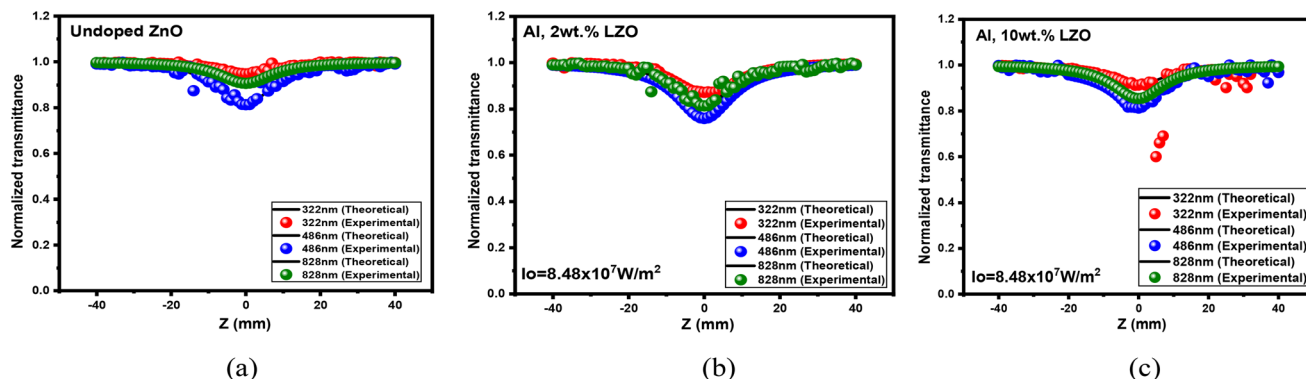 Undoped ZnO
Normalized transmittance
1.2
1.0
0.8
0.6
0.4
0.2
0.0
-40
-20
0
20
40
Z (mm)
322nm (Theoretical)
322nm (Experimental)
486nm (Theoretical)
486nm (Experimental)
828nm (Theoretical)
828nm (Experimental)
(a)
Al, 2wt.% LZO
Normalized transmittance
1.2
1.0
0.8
0.6
0.4
0.2
0.0
-40
-20
0
20
40
Z (mm)
322nm (Theoretical)
322nm (Experimental)
486nm (Theoretical)
486nm (Experimental)
828nm (Theoretical)
828nm (Experimental)
Io=8.48x10⁷W/m²
(b)
Al, 10wt.% LZO
Normalized transmittance
1.2
1.0
0.8
0.6
0.4
0.2
0.0
-40
-20
0
20
40
Z (mm)
322nm (Theoretical)
322nm (Experimental)
486nm (Theoretical)
486nm (Experimental)
828nm (Theoretical)
828nm (Experimental)
Io=8.48x10⁷W/m²
(c)